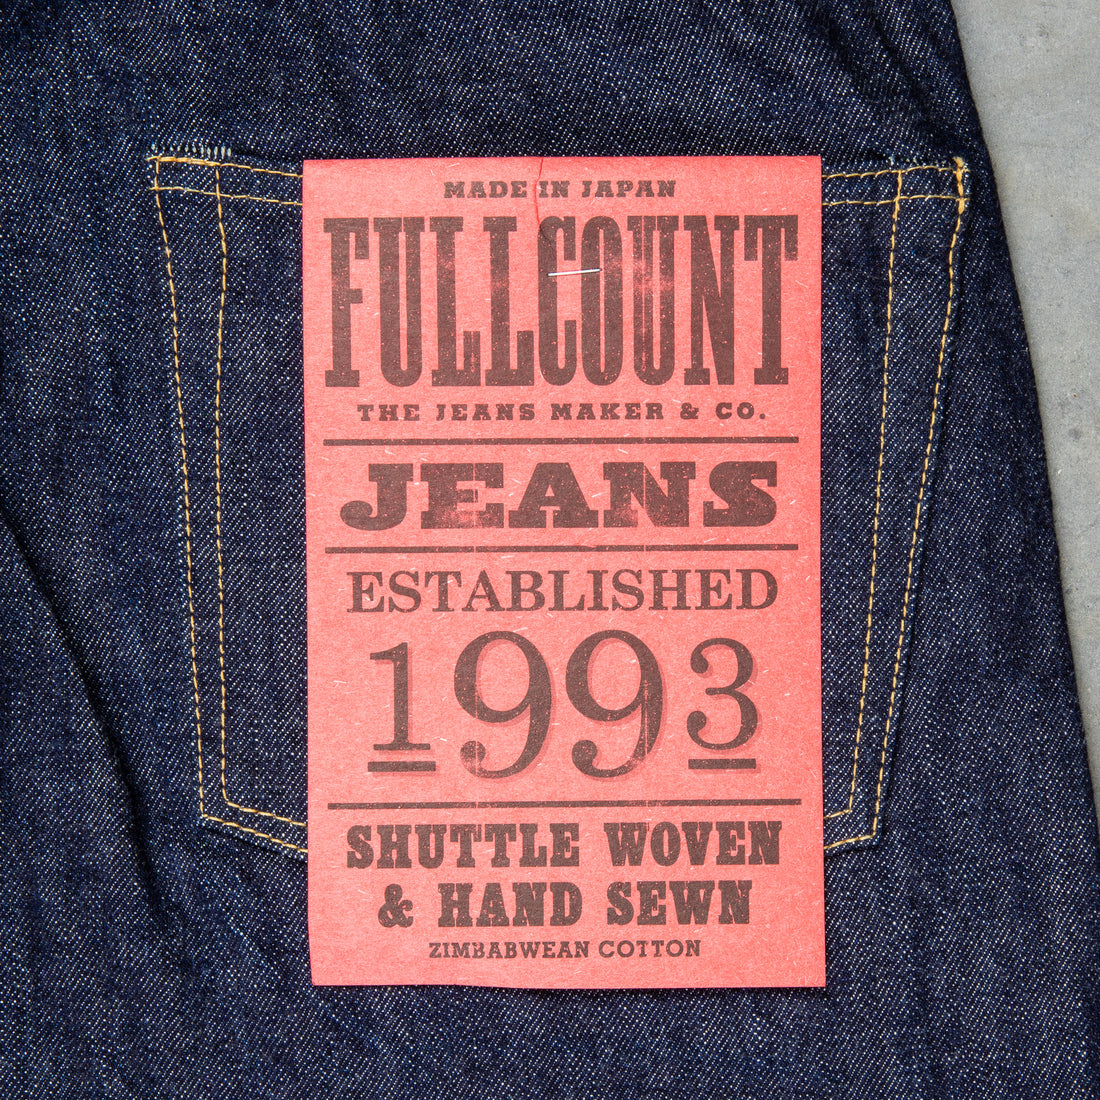 MADE IN JAPAN
FULLCOUNT
THE JEANS MAKER & CO.
JEANS
ESTABLISHED
1993
SHUTTLE WOVEN
& HAND SEWN
ZIMBABWEAN COTTON